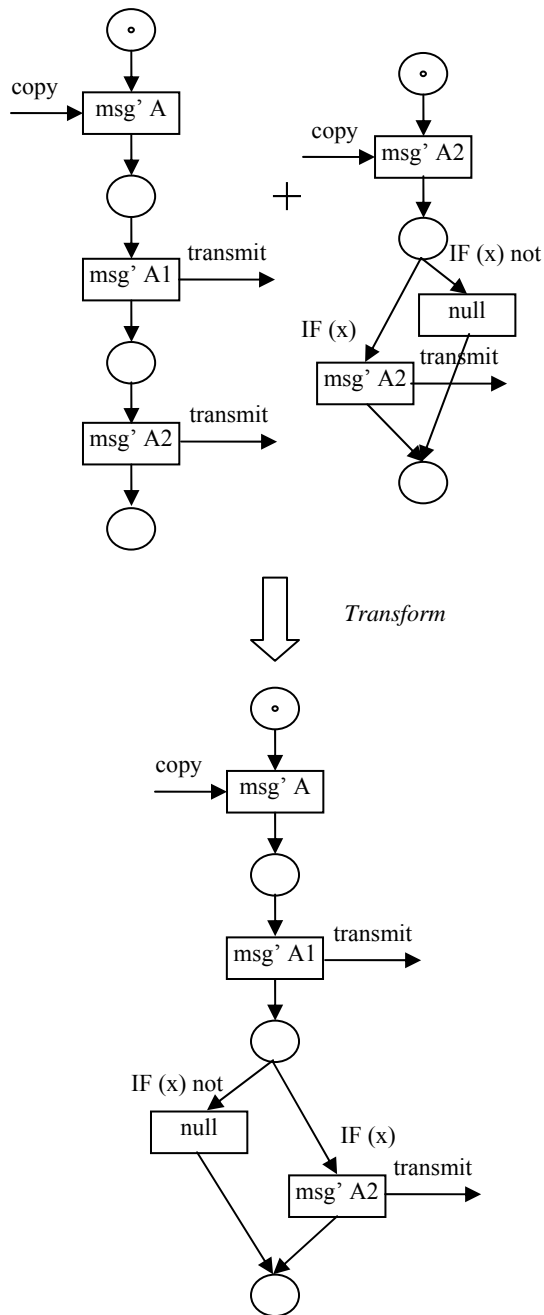 copy
msg’ A
msg’ A1
transmit
msg’ A2
transmit
+
copy
msg’ A2
IF (x) not
null
IF (x)
msg’ A2
transmit
Transform
copy
msg’ A
msg’ A1
transmit
IF (x) not
null
IF (x)
msg’ A2
transmit